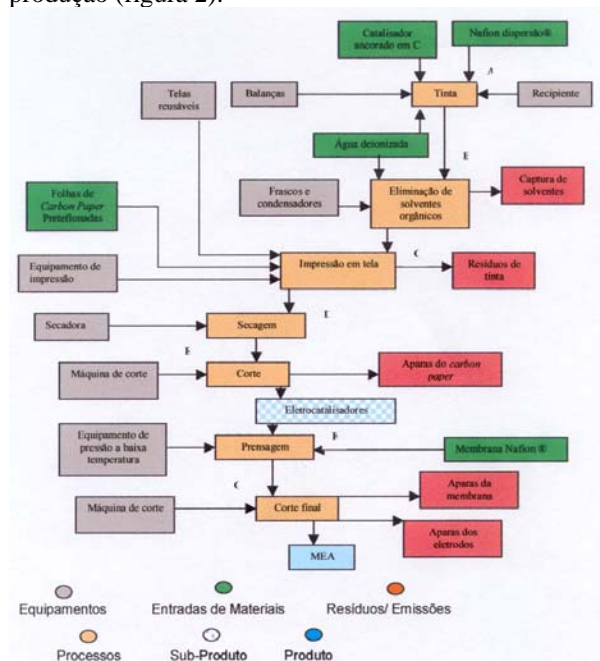 produção (figura 2).
Catalisador
ancorado em C
Nafion dispersão®
Telas
reusáveis
Balanças
Tinta
Recipiente
Água deionizada
Captura de
solventes
Frascos e
condensadores
Eliminação de
solventes
orgânicos
Folhas de
Carbon Paper
Preteflonadas
Equipamento de
impressão
Impressão em tela
Resíduos de
tinta
Secadora
Secagem
Máquina de corte
Corte
Aparas do carbon
paper
Eletrocatalisadores
Equipamento de
pressão a baixa
temperatura
Prensagem
Membrana Nafion ®
Aparas da
membrana
Máquina de corte
Corte final
Aparas dos
eletrodos
MEA
Equipamentos
Entradas de Materiais
Resíduos/ Emissões
Processos
Sub-Produto
Produto